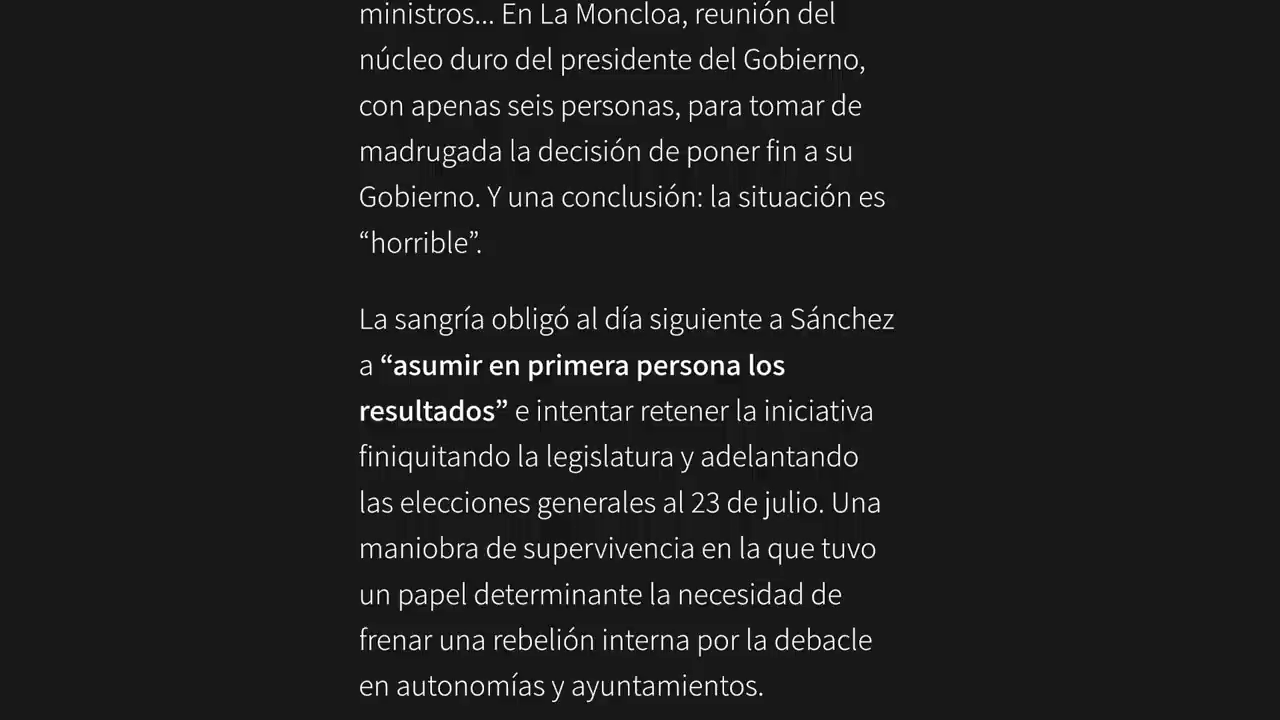 ministros... En La Moncloa, reunión del
núcleo duro del presidente del Gobierno,
con apenas seis personas, para tomar de
madrugada la decisión de poner fin a su
Gobierno. Y una conclusión: la situación es
“horrible”.
La sangría obligó al día siguiente a Sánchez
a “asumir en primera persona los
resultados” e intentar retener la iniciativa
finiquitando la legislatura y adelantando
las elecciones generales al 23 de julio. Una
maniobra de supervivencia en la que tuvo
un papel determinante la necesidad de
frenar una rebelión interna por la debacle
en autonomías y ayuntamientos.